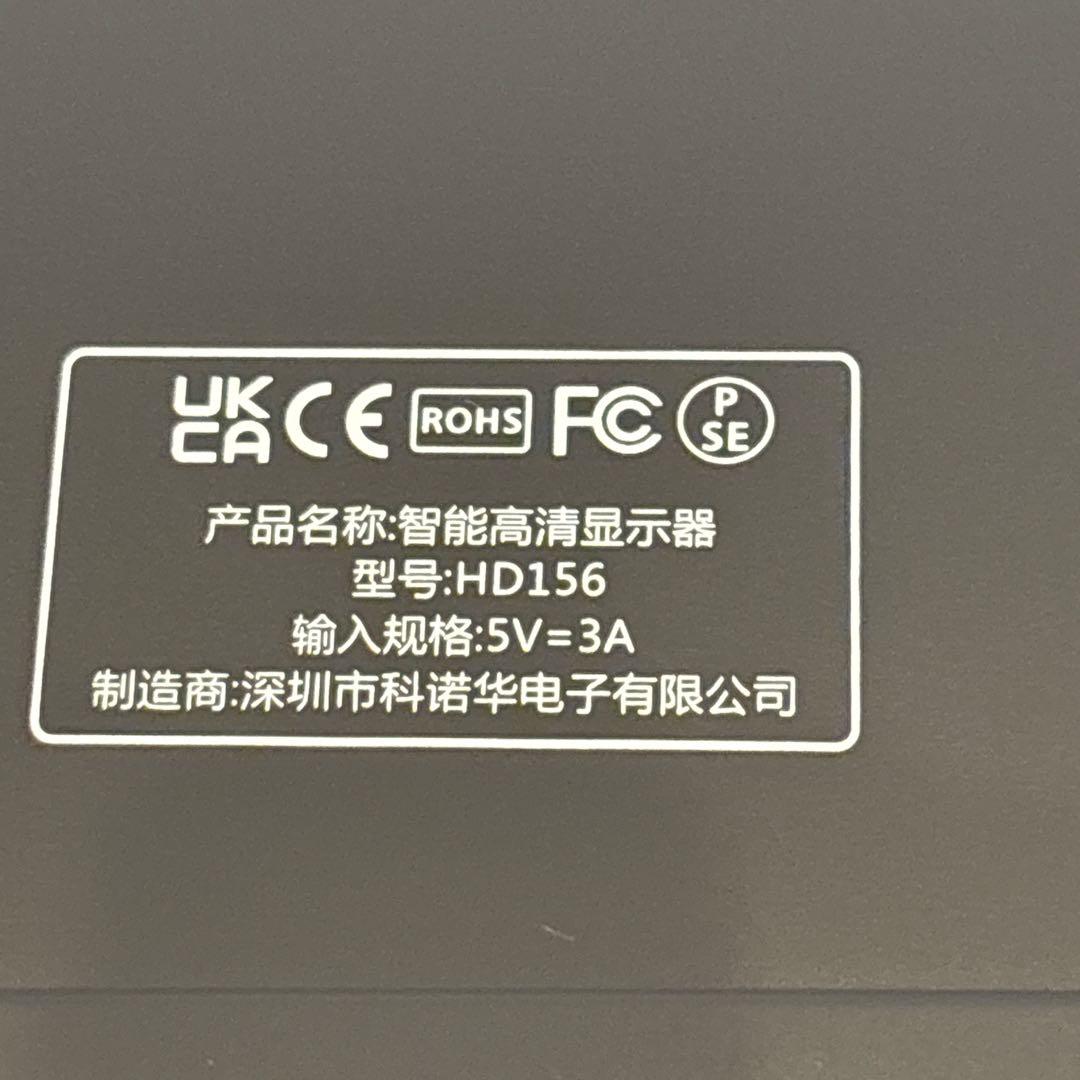 UK CA CE ROHS FC P SE
产品名称:智能高清显示器
型号:HD156
输入规格:5V=3A
制造商:深圳市科诺华电子有限公司